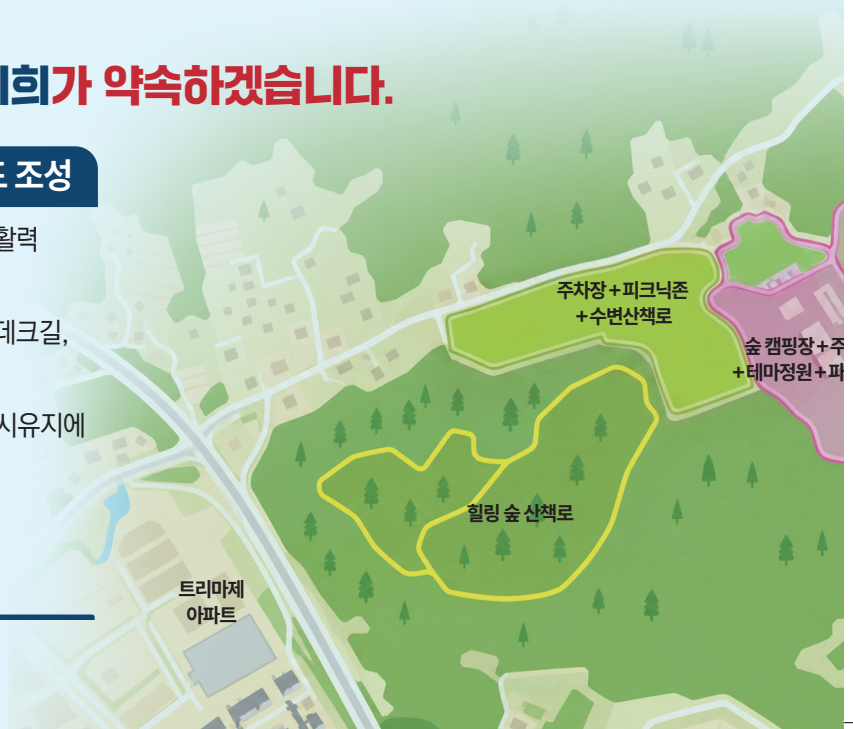 희가 약속하겠습니다.
조성
활력
데크길,
시유지에
주차장+피크닉존
+수변산책로
숲 캠핑장+주
+테마정원+파
힐링 숲 산책로
트리마제
아파트